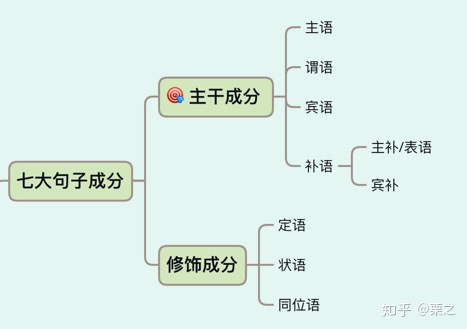 主语
谓语
主干成分
宾语
主补/表语
补语
宾补
七大句子成分
定语
修饰成分
状语
同位语
知乎 @栗之